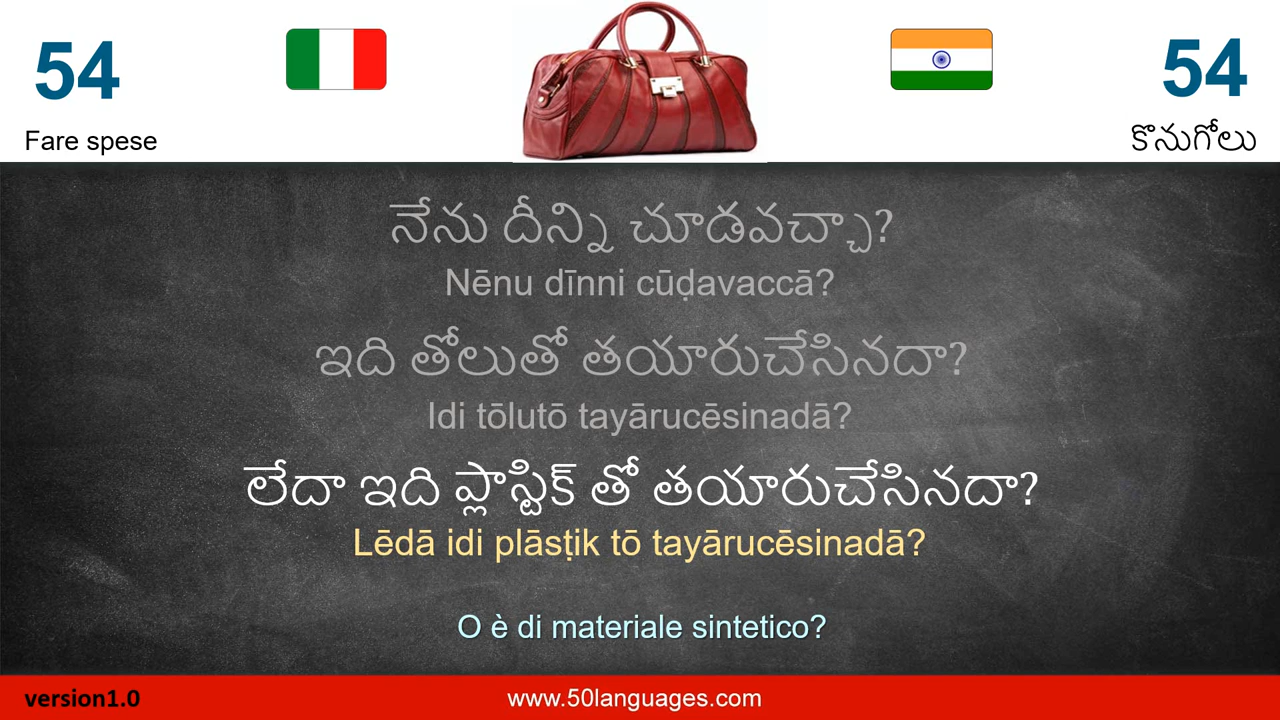 54
54
Fare spese
కొనుగోలు
నేను దీన్ని చూడవచ్చా?
Nēnu dīnni cūḍavaccā?
ఇది తోలుతో తయారుచేసినదా?
Idi tōlutō tayārucēsinadā?
లేదా ఇది ప్లాస్టిక్ తో తయారుచేసినదా?
Lēdā idi plāsṭik tō tayārucēsinadā?
O è di materiale sintetico?
version1.0
www.50languages.com